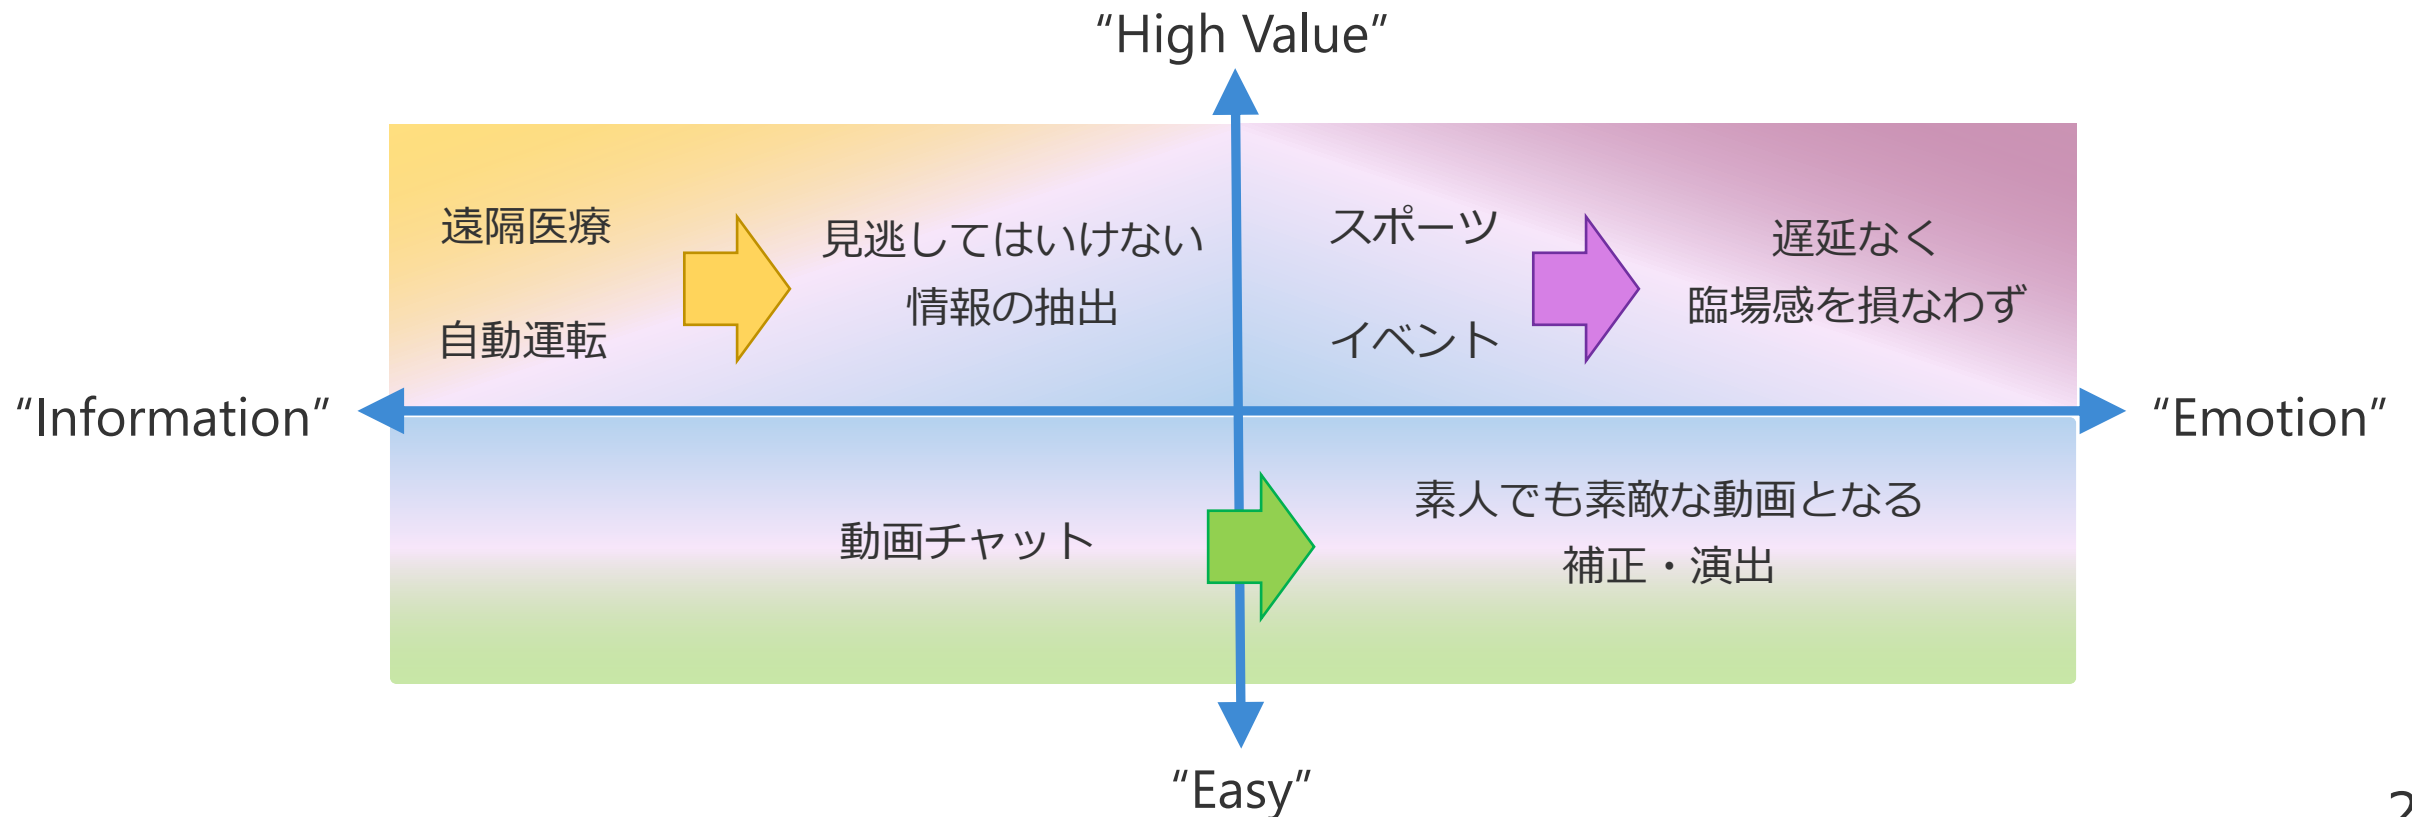 “High Value”
遠隔医療
自動運転
見逃してはいけない
情報の抽出
スポーツ
イベント
遅延なく
臨場感を損なわず
“Information”
“Emotion”
動画チャット
素人でも素敵な動画となる
補正・演出
“Easy”
2